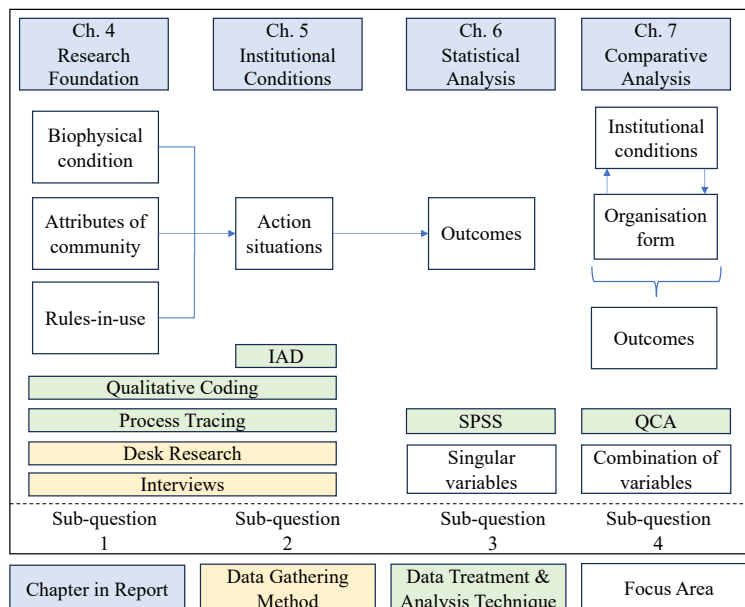 Ch. 4
Research
Foundation
Ch. 5
Institutional
Conditions
Ch. 6
Statistical
Analysis
Ch. 7
Comparative
Analysis
Biophysical
condition
Attributes of
community
Rules-in-use
Action
situations
Outcomes
Institutional
conditions
Organisation
form
Outcomes
IAD
Qualitative Coding
Process Tracing
Desk Research
Interviews
SPSS
Singular
variables
QCA
Combination of
variables
Sub-question
1
Sub-question
2
Sub-question
3
Sub-question
4
Chapter in Report
Data Gathering
Method
Data Treatment &
Analysis Technique
Focus Area